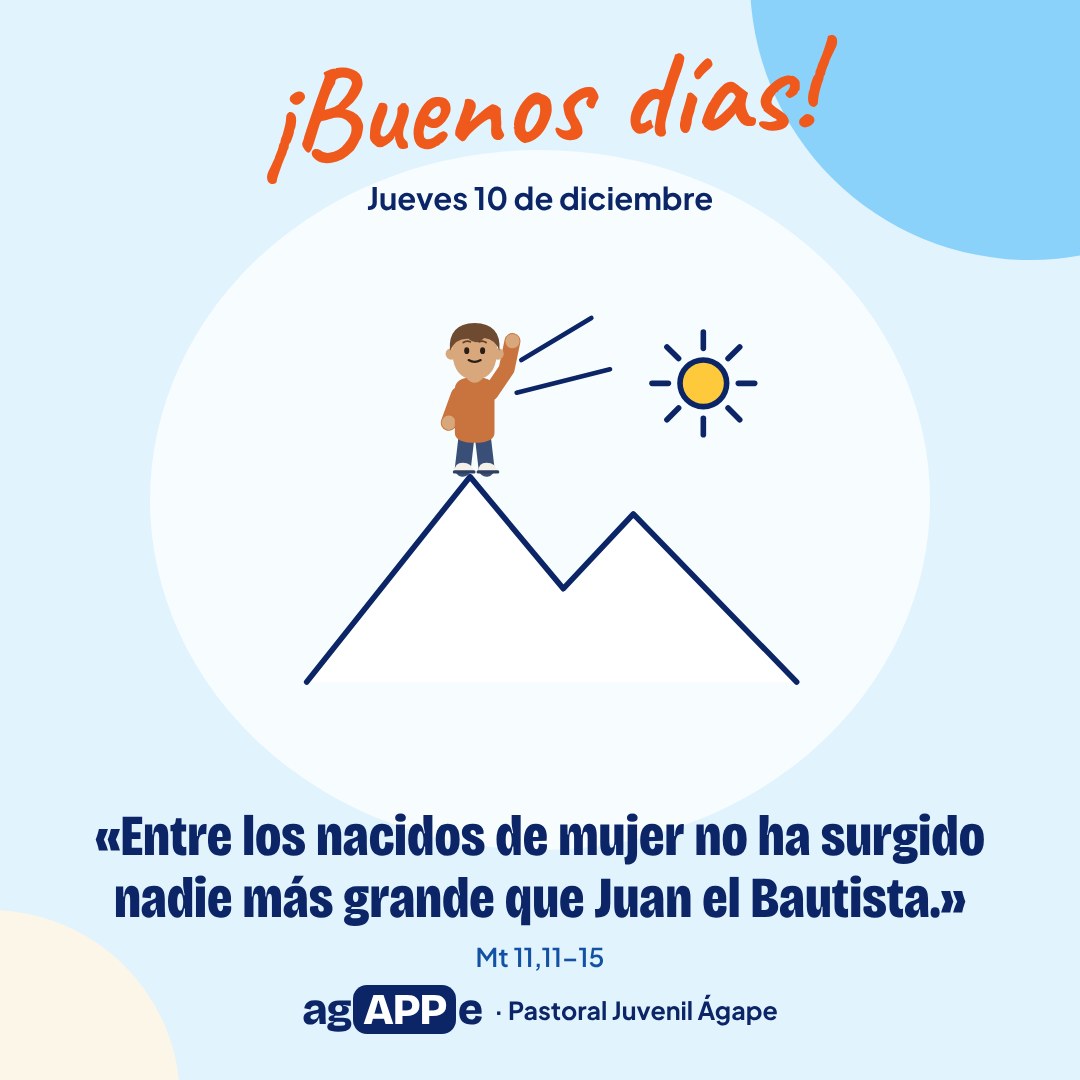 ¡Buenos días!
Jueves 10 de diciembre
«Entre los nacidos de mujer no ha surgido
nadie más grande que Juan el Bautista.»
Mt 11,11–15
agAPPe · Pastoral Juvenil Ágape